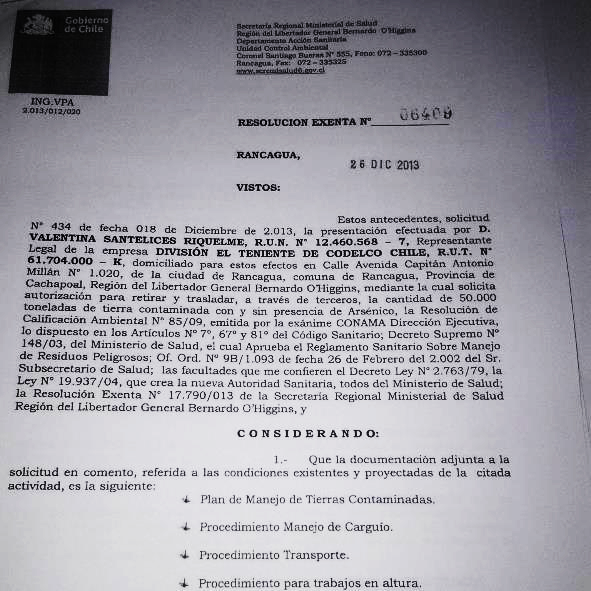 Gobierno
de Chile
Secretaría Regional Ministerial de Salud
Región del Libertador General Bernardo O'Higgins
Departamento Acción Sanitaria
Unidad Control Ambiental
Coronel Santiago Bueras N° 555, Fono: 072 – 335300
Rancagua, Fax: 072 – 335325
www.seremisalud6.gov.cl
ING:VPA
2.013/012/020
RESOLUCION EXENTA N° 06409
RANCAGUA,
26 DIC 2013
VISTOS:
Estos antecedentes, solicitud
N° 434 de fecha 018 de Diciembre de 2.013, la presentación efectuada por D.
VALENTINA SANTELICES RIQUELME, R.U.N. N° 12.460.568 – 7, Representante
Legal de la empresa DIVISIÓN EL TENIENTE DE CODELCO CHILE, R.U.T. N°
61.704.000 – K, domiciliado para estos efectos en Calle Avenida Capitán Antonio
Millán N° 1.020, de la ciudad de Rancagua, comuna de Rancagua, Provincia de
Cachapoal, Región del Libertador General Bernardo O'Higgins, mediante la cual solicita
autorización para retirar y trasladar, a través de terceros, la cantidad de 50.000
toneladas de tierra contaminada con y sin presencia de Arsénico, la Resolución de
Calificación Ambiental N° 85/09, emitida por la exánime CONAMA Dirección Ejecutiva,
lo dispuesto en los Artículos N° 7°, 67° y 81° del Código Sanitario; Decreto Supremo N°
148/03, del Ministerio de Salud, el cual Aprueba el Reglamento Sanitario Sobre Manejo
de Residuos Peligrosos; Of. Ord. N° 9B/1.093 de fecha 26 de Febrero del 2.002 del Sr.
Subsecretario de Salud; las facultades que me confieren el Decreto Ley N° 2.763/79, la
Ley N° 19.937/04, que crea la nueva Autoridad Sanitaria, todos del Ministerio de Salud;
la Resolución Exenta N° 17.790/013 de la Secretaría Regional Ministerial de Salud
Región del Libertador General Bernardo O'Higgins, y
CONSIDERANDO:
1.- Que la documentación adjunta a la
solicitud en comento, referida a las condiciones existentes y proyectadas de la citada
actividad, es la siguiente:
Plan de Manejo de Tierras Contaminadas.
Procedimiento Manejo de Carguío.
Procedimiento Transporte.
Procedimiento para trabajos en altura.